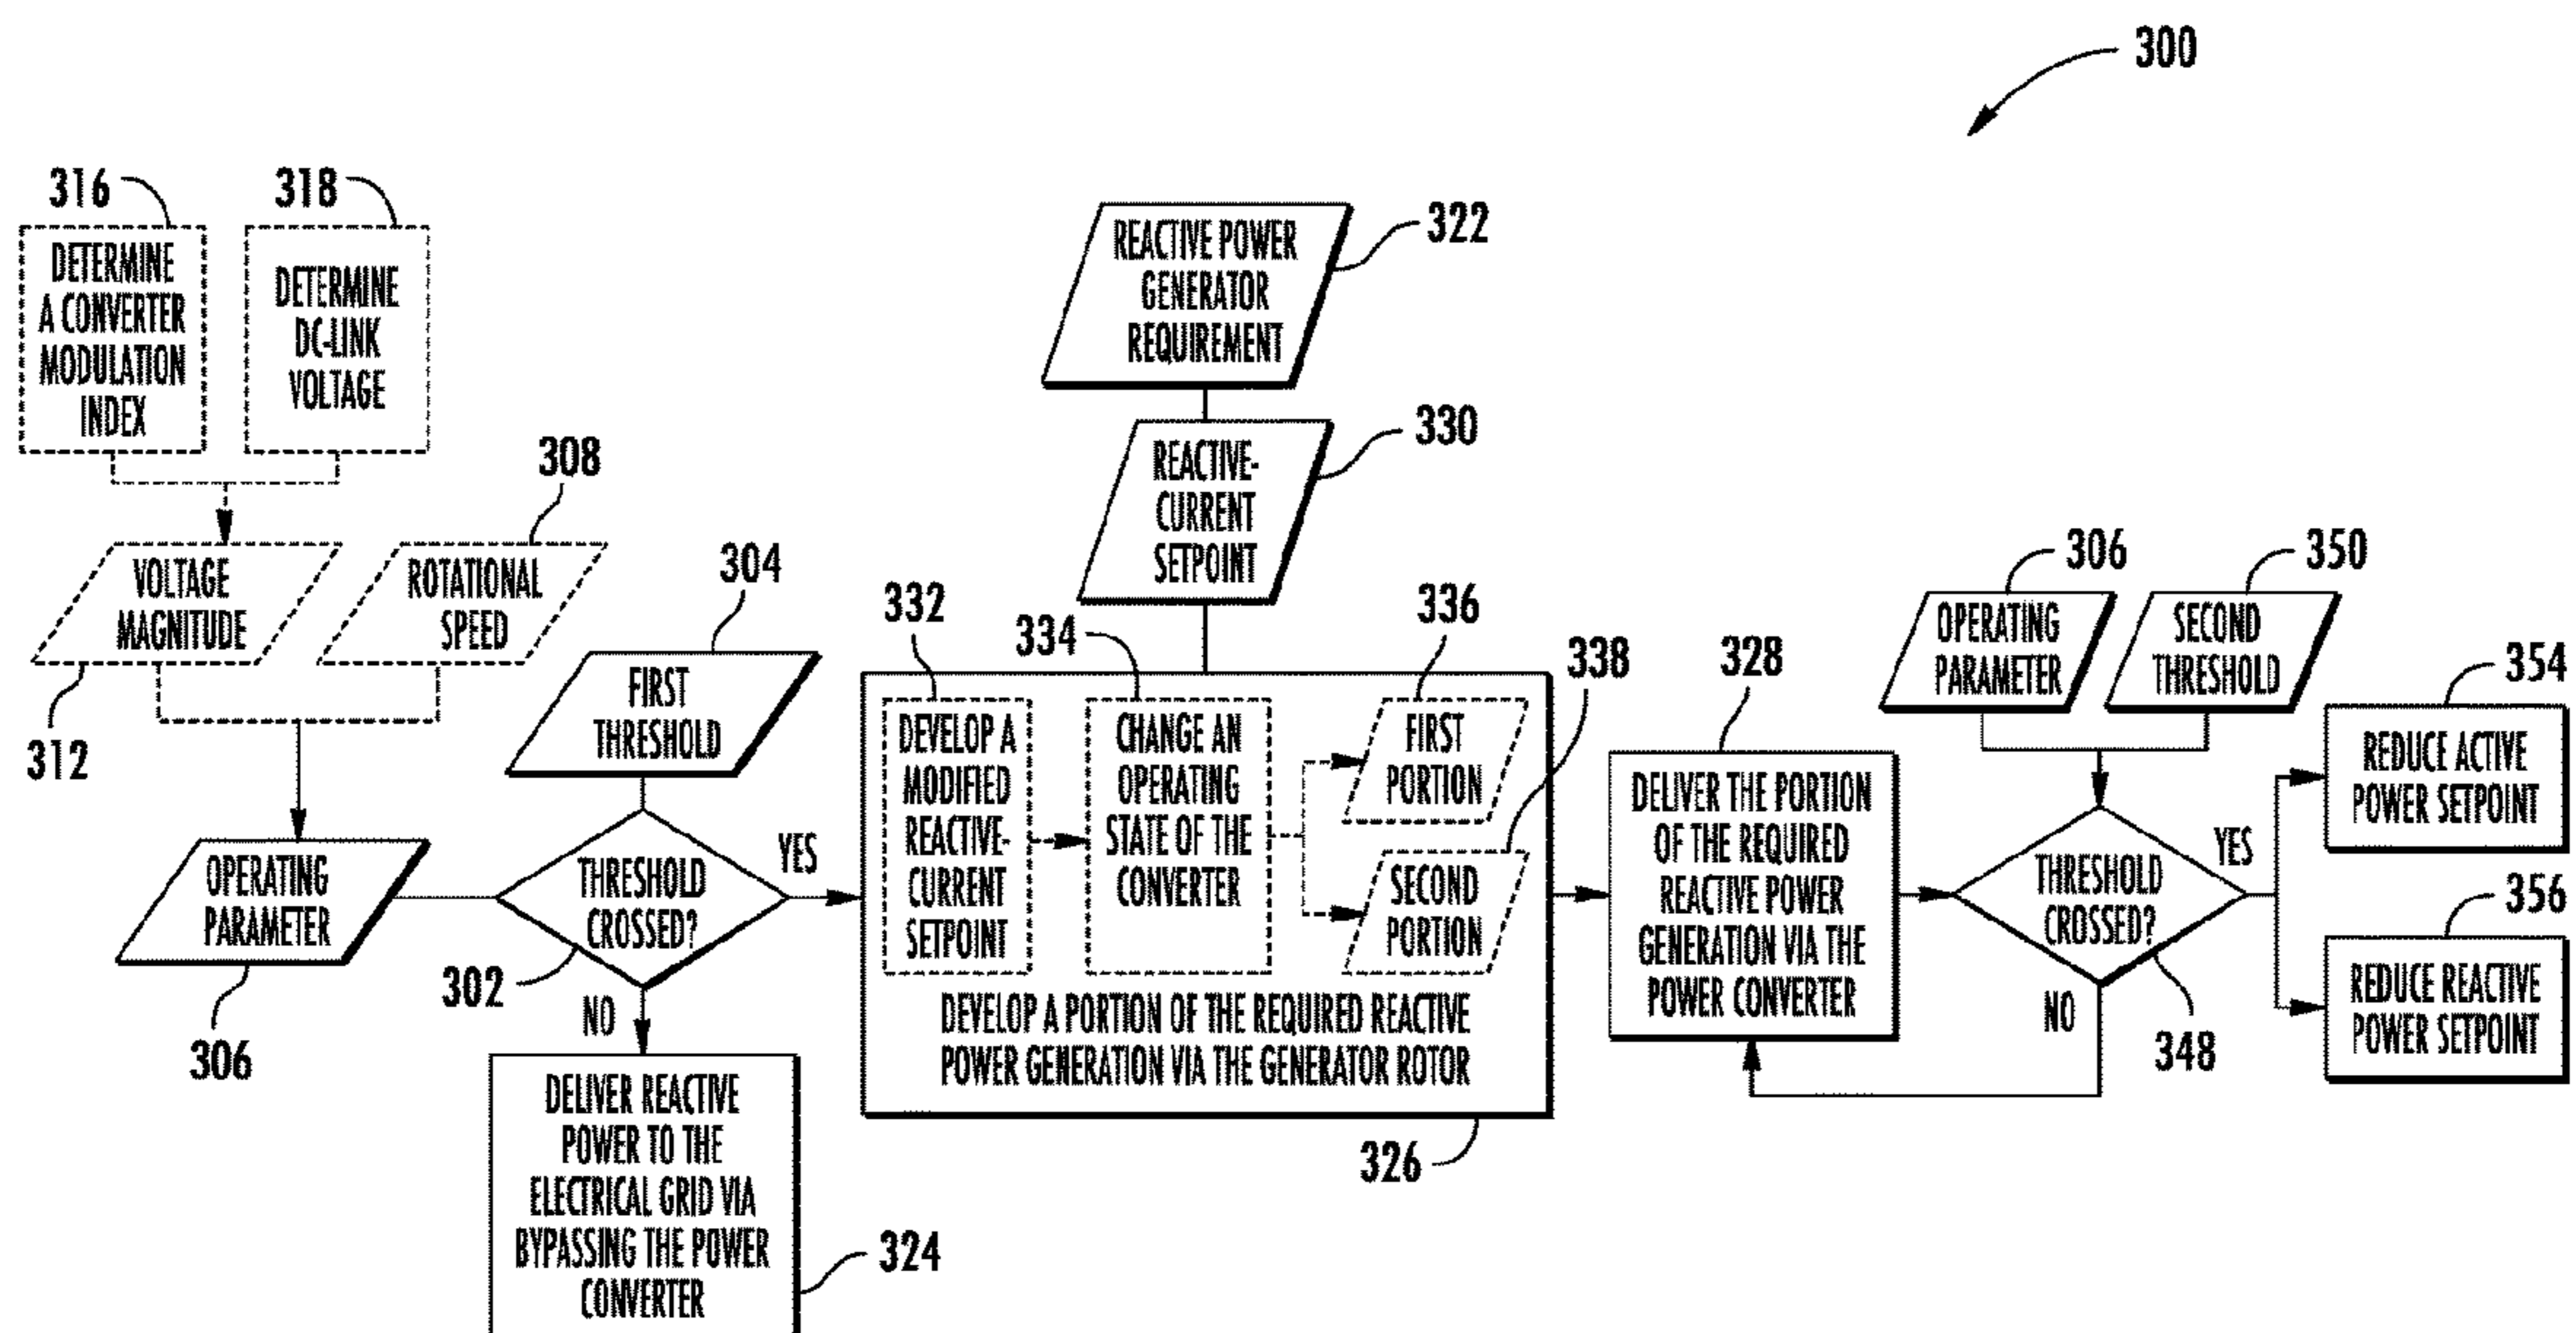 300
316
318
DETERMINE
A CONVERTER
MODULATION
INDEX
DETERMINE
DC-LINK
VOLTAGE
REACTIVE POWER
GENERATOR
REQUIREMENT
322
REACTIVE-
CURRENT
SETPOINT
330
308
VOLTAGE
MAGNITUDE
312
ROTATIONAL
SPEED
304
FIRST
THRESHOLD
OPERATING
PARAMETER
306
THRESHOLD
CROSSED?
302
YES
NO
DELIVER REACTIVE
POWER TO THE
ELECTRICAL GRID VIA
BYPASSING THE POWER
CONVERTER
324
332
DEVELOP A
MODIFIED
REACTIVE-
CURRENT
SETPOINT
334
CHANGE AN
OPERATING
STATE OF THE
CONVERTER
336
FIRST
PORTION
338
SECOND
PORTION
DEVELOP A PORTION OF THE REQUIRED REACTIVE
POWER GENERATION VIA THE GENERATOR ROTOR
326
328
DELIVER THE PORTION
OF THE REQUIRED
REACTIVE POWER
GENERATION VIA THE
POWER CONVERTER
306
OPERATING
PARAMETER
350
SECOND
THRESHOLD
THRESHOLD
CROSSED?
348
YES
NO
354
REDUCE ACTIVE
POWER SETPOINT
356
REDUCE REACTIVE
POWER SETPOINT